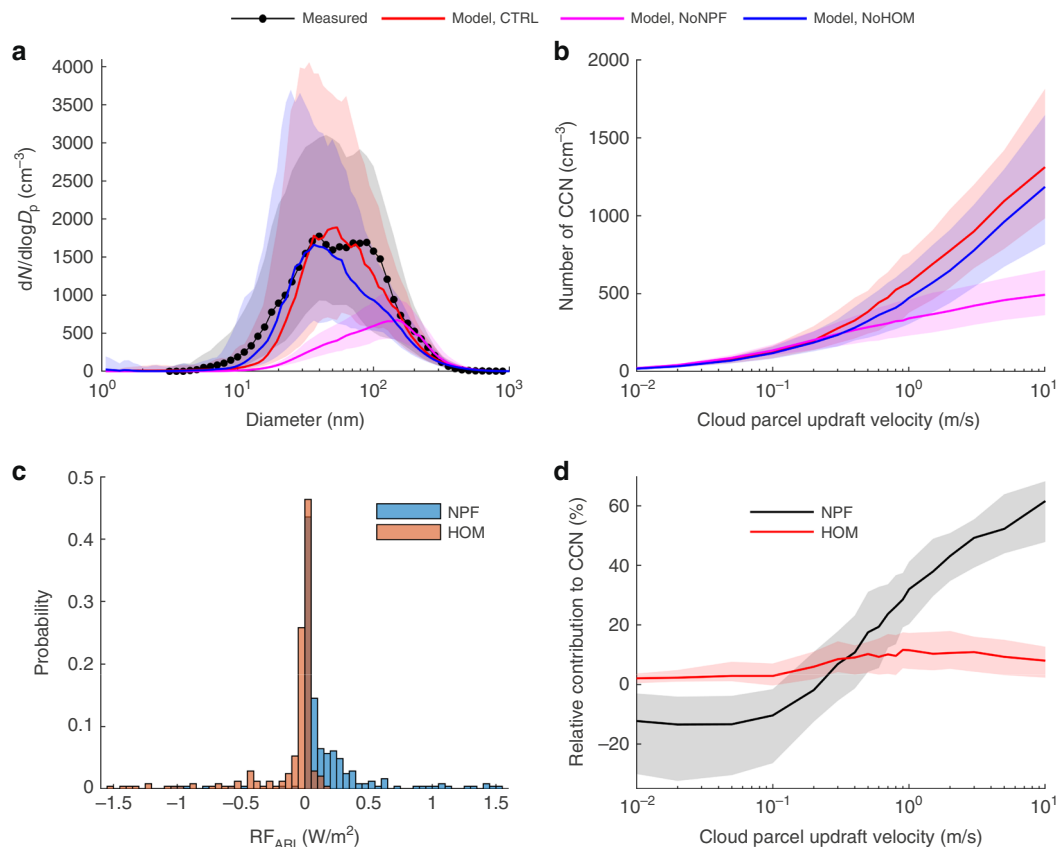 Measured Model, CTRL Model, NoNPF Model, NoHOM
a
dN/dlogDp (cm−3)
4000
3500
3000
2500
2000
1500
1000
500
0
10^0 10^1 10^2 10^3
Diameter (nm)
b
Number of CCN (cm−3)
2000
1500
1000
500
0
10^−2 10^−1 10^0 10^1
Cloud parcel updraft velocity (m/s)
c
Probability
0.5
0.4
0.3
0.2
0.1
0
NPF
HOM
−1.5 −1 −0.5 0 0.5 1 1.5
RF_ARI (W/m²)
d
Relative contribution to CCN (%)
60
40
20
0
−20
NPF
HOM
10^−2 10^−1 10^0 10^1
Cloud parcel updraft velocity (m/s)